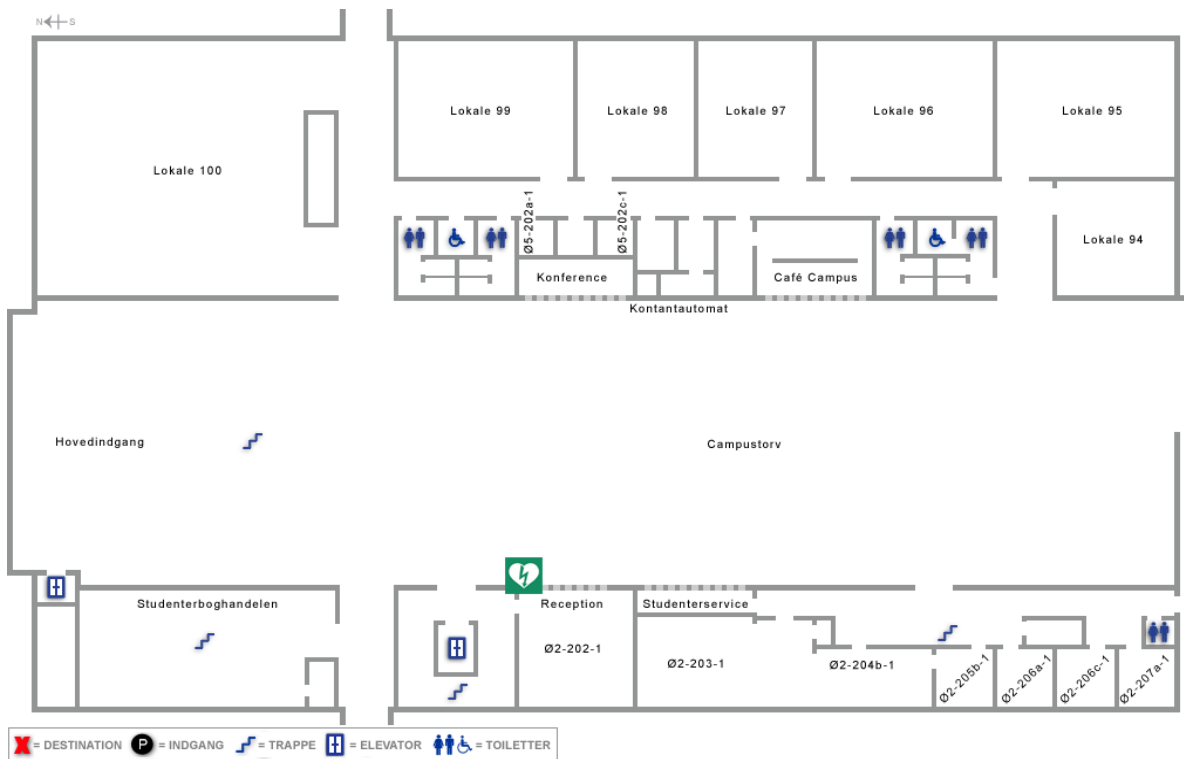 N S
Lokale 99
Lokale 98
Lokale 97
Lokale 96
Lokale 95
Lokale 100
Ø5-202a-1
Ø5-202c-1
Lokale 94
Konference
Café Campus
Kontantautomat
Hovedindgang
Campustorv
Studenterboghandelen
Reception
Studenterservice
Ø2-202-1
Ø2-203-1
Ø2-204b-1
Ø2-205b-1
Ø2-206a-1
Ø2-206c-1
Ø2-207a-1
X = DESTINATION P = INDGANG = TRAPPE = ELEVATOR = TOILETTER